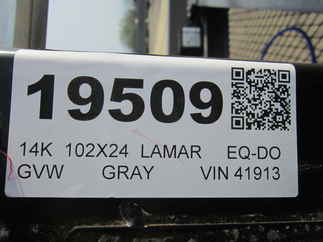 19509
14K 102X24 LAMAR EQ-DO
GVW GRAY VIN 41913